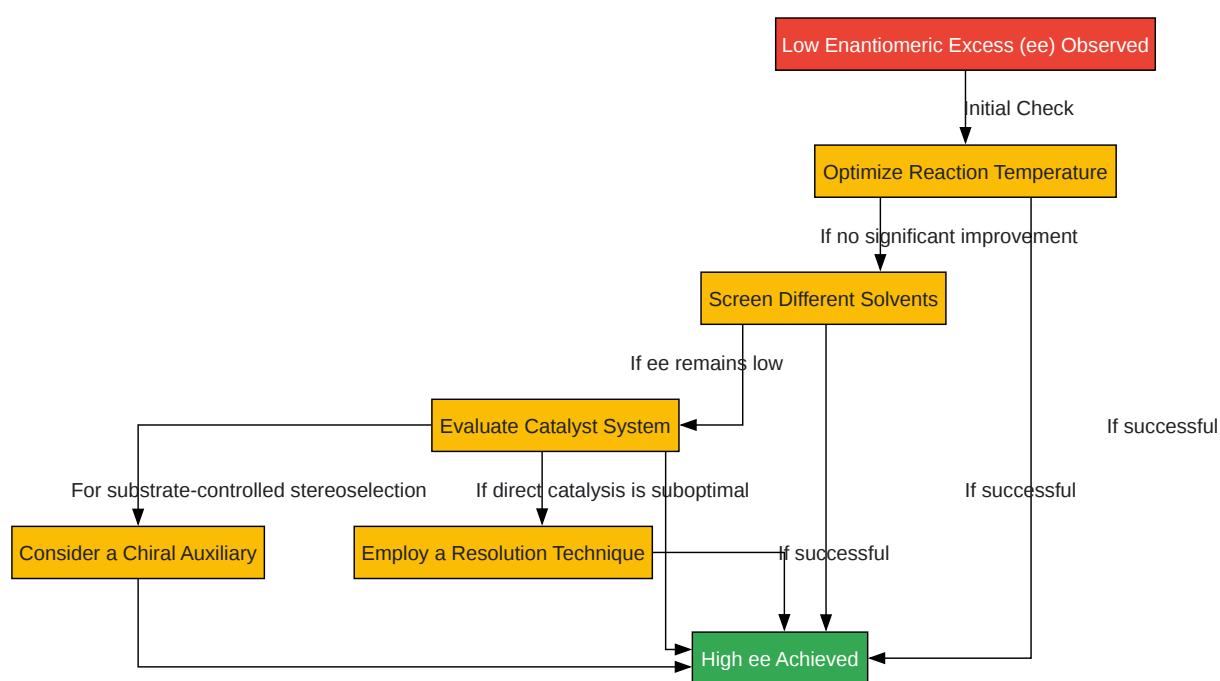 Low Enantiomeric Excess (ee) Observed
Initial Check
Optimize Reaction Temperature
If no significant improvement
Screen Different Solvents
If ee remains low
Evaluate Catalyst System
If successful
For substrate-controlled stereoselection
If direct catalysis is suboptimal
If successful
Consider a Chiral Auxiliary
Employ a Resolution Technique
If successful
High ee Achieved